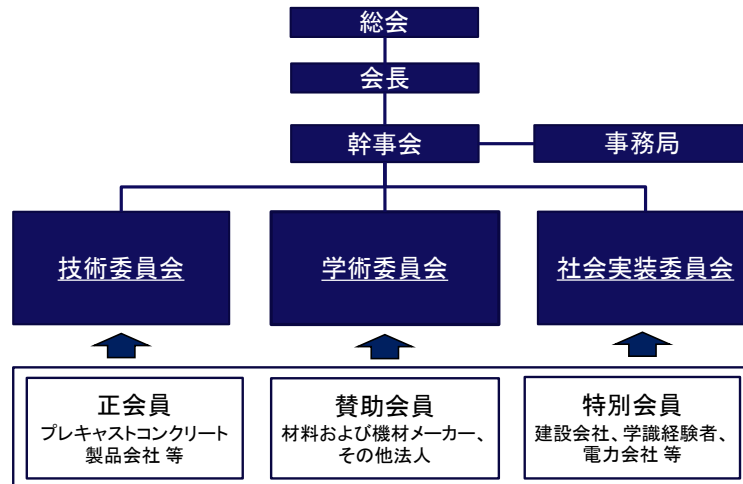 総会
会長
幹事会
事務局
技術委員会
学術委員会
社会実装委員会
正会員
プレキャストコンクリート
製品会社 等
賛助会員
材料および機材メーカー、
その他法人
特別会員
建設会社、学識経験者、
電力会社 等